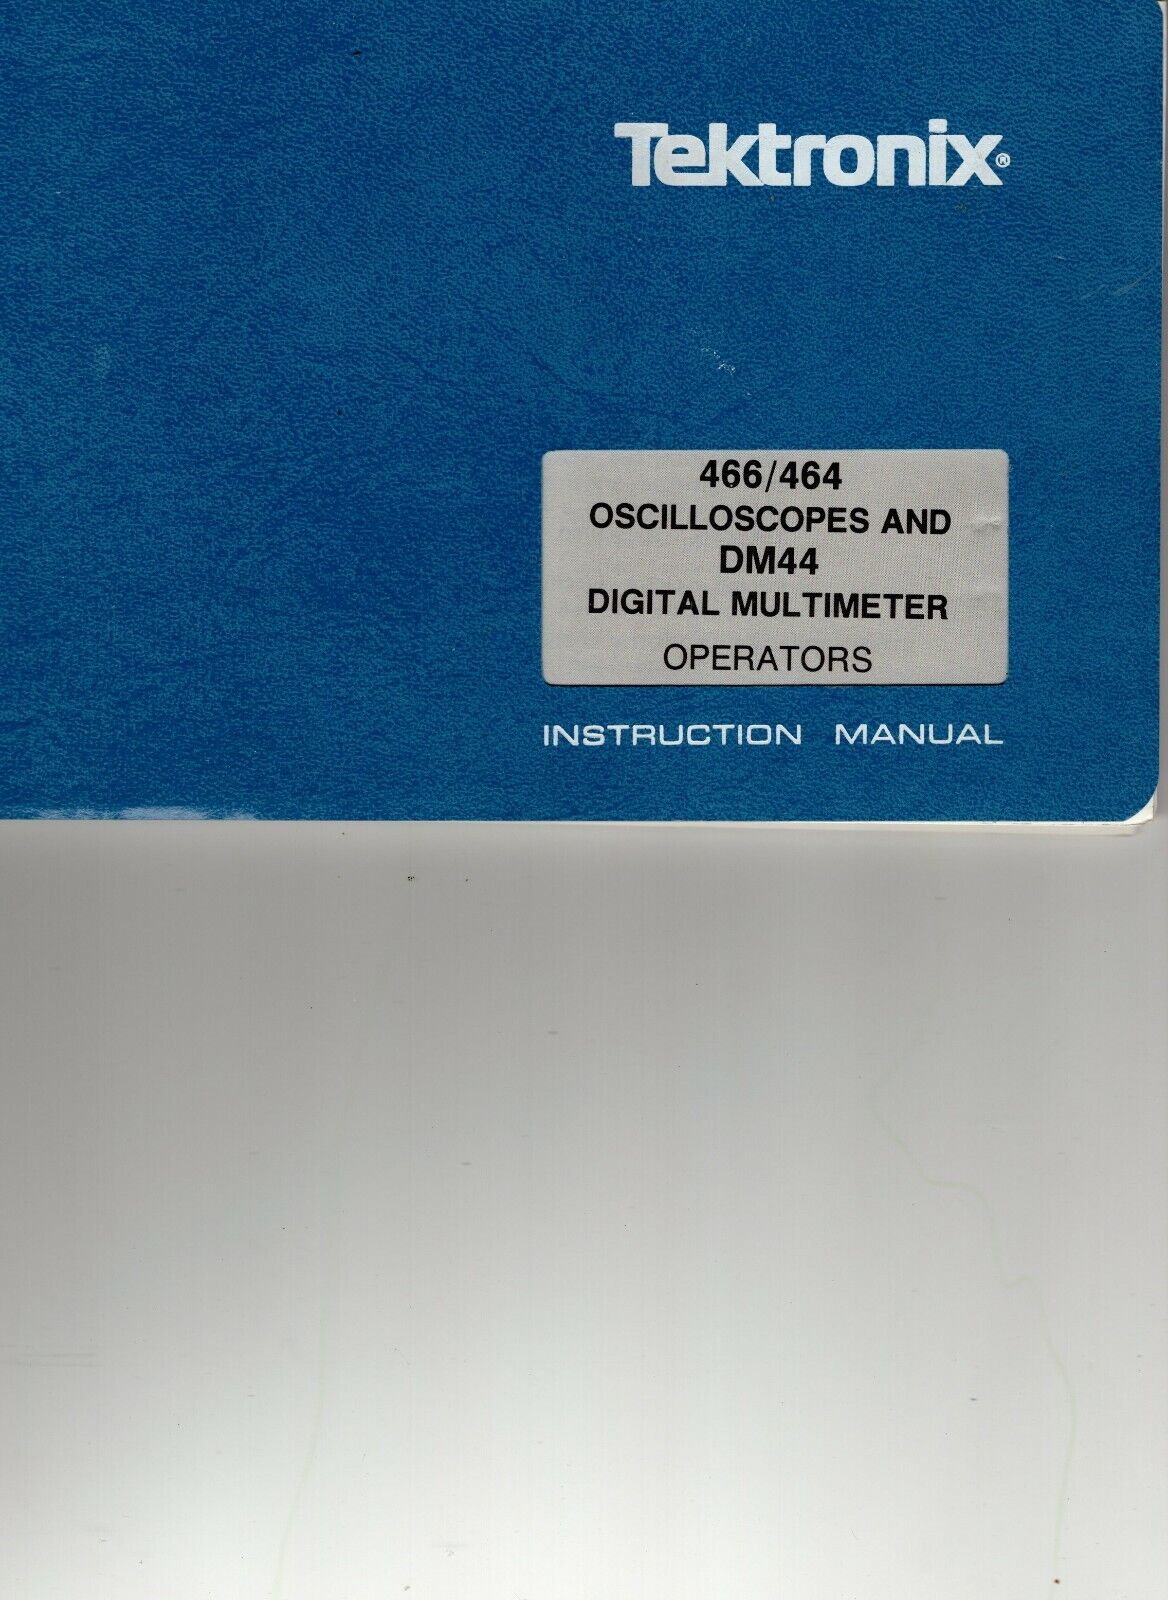 Tektronix®
466/464
OSCILLOSCOPES AND
DM44
DIGITAL MULTIMETER
OPERATORS
INSTRUCTION MANUAL